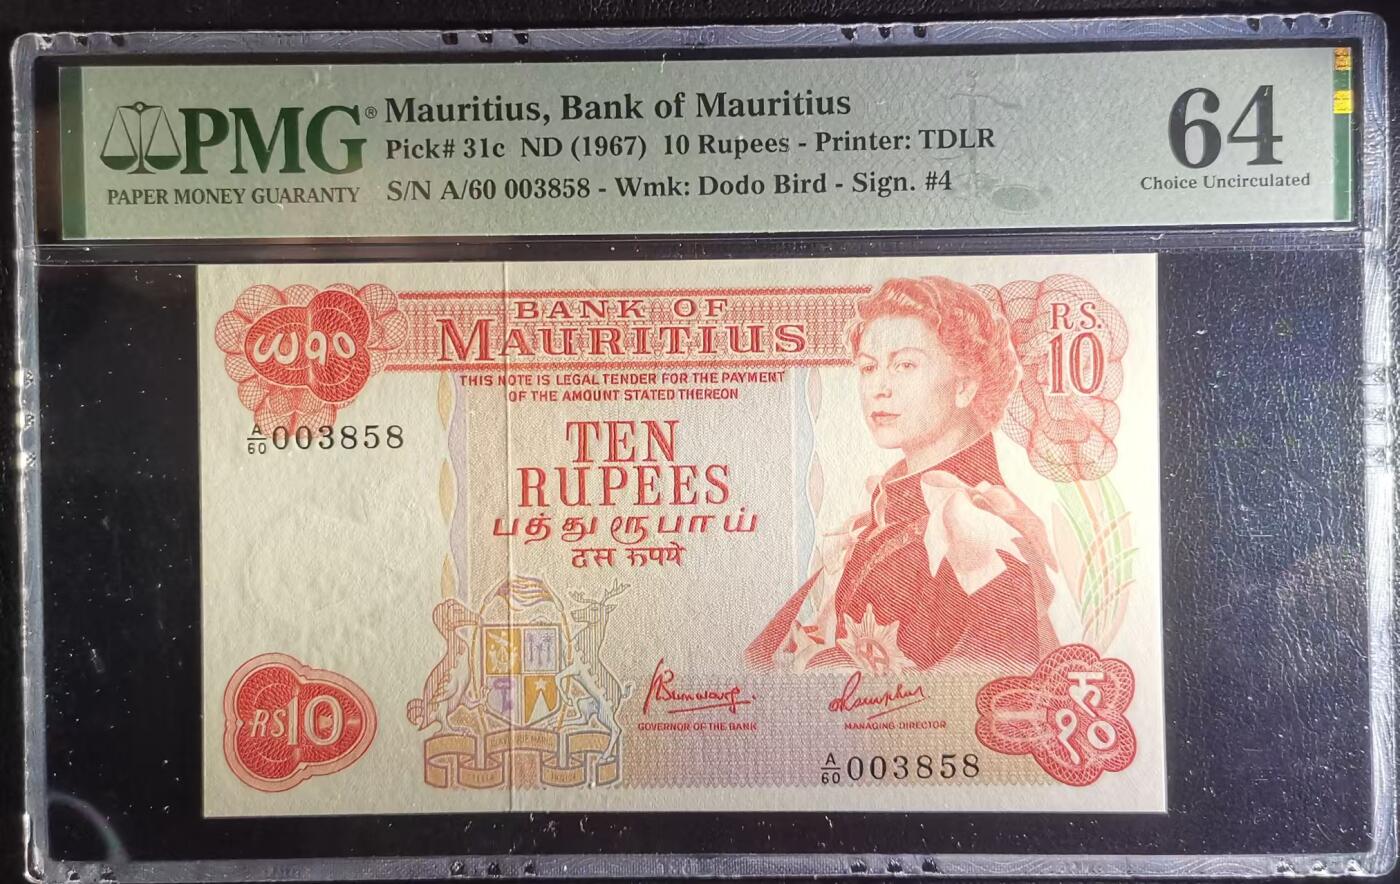 PMG®
PAPER MONEY GUARANTY
Mauritius, Bank of Mauritius
Pick# 31c ND (1967) 10 Rupees - Printer: TDLR
S/N A/60 003858 - Wmk: Dodo Bird - Sign. #4
64
Choice Uncirculated
BANK OF
MAURITIUS
RS.
10
THIS NOTE IS LEGAL TENDER FOR THE PAYMENT
OF THE AMOUNT STATED THEREON
A/60 003858
TEN
RUPEES
பத்து ரூபாய்
दस रूपये
RS10
GOVERNOR OF THE BANK
MANAGING DIRECTOR
A/60 003858
रु
१०